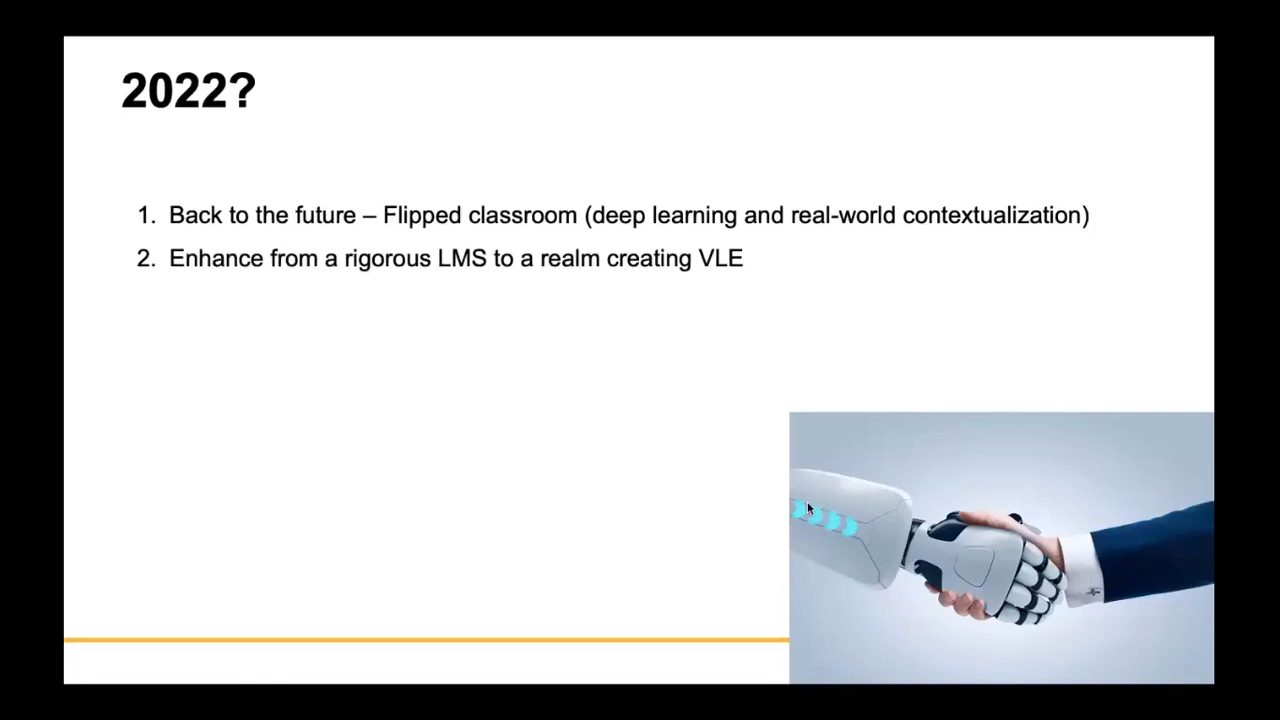 2022?
1. Back to the future – Flipped classroom (deep learning and real-world contextualization)
2. Enhance from a rigorous LMS to a realm creating VLE